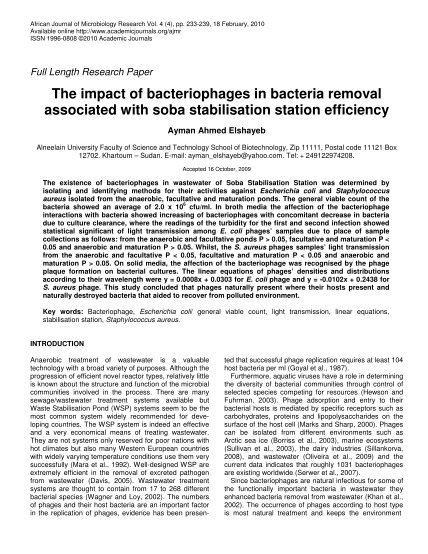 African Journal of Microbiology Research Vol. 4 (4), pp. 233-239, 18 February, 2010
Available online http://www.academicjournals.org/ajmr
ISSN 1996-0808 ©2010 Academic Journals
Full Length Research Paper
The impact of bacteriophages in bacteria removal
associated with soba stabilisation station efficiency
Ayman Ahmed Elshayeb
Alneelain University Faculty of Science and Technology School of Biotechnology, Zip 11111, Postal code 11121 Box
12702. Khartoum – Sudan. E-mail: ayman_elshayeb@yahoo.com. Tel: + 249122974208.
Accepted 16 October, 2009
The existence of bacteriophages in wastewater of Soba Stabilisation Station was determined by
isolating and identifying methods for their activities against Escherichia coli and Staphylococcus
aureus isolated from the anaerobic, facultative and maturation ponds. The general viable count of the
bacteria showed an average of 2.0 x 10⁶ cfu/ml. In broth media the affection of the bacteriophage
interactions with bacteria showed increasing of bacteriophages with concomitant decrease in bacteria
due to culture clearance, where the readings of the turbidity for the first and second infection showed
statistical significant of light transmission among E. coli phages’ samples due to place of sample
collections as follows: from the anaerobic and facultative ponds P > 0.05, facultative and maturation P <
0.05 and anaerobic and maturation P > 0.05. Whilst, the S. aureus phages samples’ light transmission
from the anaerobic and facultative P < 0.05, facultative and maturation P < 0.05 and anaerobic and
maturation P > 0.05. On solid media, the affection of the bacteriophage was recognised by the phage
plaque formation on bacterial cultures. The linear equations of phages’ densities and distributions
according to their wavelength were y = 0.0008x + 0.0303 for E. coli phage and y = -0.0102x + 0.2438 for
S. aureus phage. This study concluded that phages naturally present where their hosts present and
naturally destroyed bacteria that aided to recover from polluted environment.
Key words: Bacteriophage, Escherichia coli general viable count, light transmission, linear equations,
stabilisation station, Staphylococcus aureus.
INTRODUCTION
Anaerobic treatment of wastewater is a valuable
technology with a broad variety of purposes. Although the
progression of efficient novel reactor types, relatively little
is known about the structure and function of the microbial
communities involved in the process. There are many
sewage/wastewater treatment systems available but
Waste Stabilisation Pond (WSP) systems seem to be the
most common system widely recommended for deve-
loping countries. The WSP system is indeed an effective
and a very economical means of treating wastewater.
They are not systems only reserved for poor nations with
hot climates but also many Western European countries
with widely varying temperature conditions use them very
successfully (Mara et al., 1992). Well-designed WSP are
extremely efficient in the removal of excreted pathogen
from wastewater (Davis, 2005). Wastewater treatment
systems are thought to contain from 17 to 268 different
bacterial species (Wagner and Loy, 2002). The numbers
of phages and their host bacteria are an important factor
in the replication of phages, evidence has been presen-
ted that successful phage replication requires at least 104
host bacteria per ml (Goyal et al., 1987).
Furthermore, aquatic viruses have a role in determining
the diversity of bacterial communities through control of
selected species competing for resources (Hewson and
Fuhrman, 2003). Phage adsorption and entry to their
bacterial hosts is mediated by specific receptors such as
carbohydrates, proteins and lipopolysaccharides on the
surface of the host cell (Marks and Sharp, 2000). Phages
can be isolated from different environments such as
Arctic sea ice (Borriss et al., 2003), marine ecosystems
(Sullivan et al., 2003), the dairy industries (Sillankorva,
2008), and wastewater (Oliveira et al., 2009) and the
current data indicates that roughly 1031 bacteriophages
are existing worldwide (Serwer et al., 2007).
Since bacteriophages are natural infectious for some of
the functionally important bacteria in wastewater they
enhanced bacteria removal from wastewater (Khan et al.,
2002). The occurrence of phages according to host type
is most natural treatment and keeps the environment